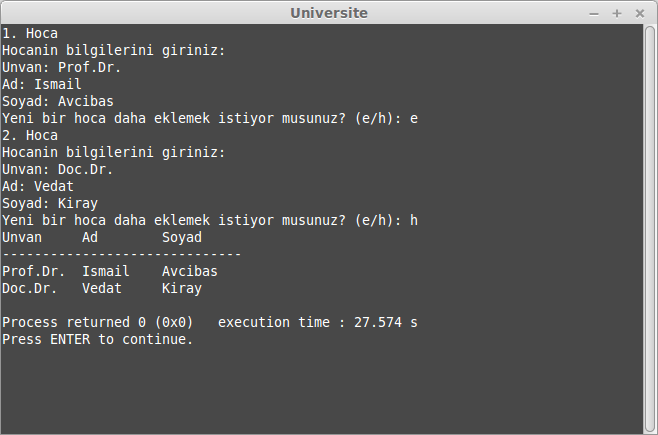 Universite
1. Hoca
Hocanin bilgilerini giriniz:
Unvan: Prof.Dr.
Ad: Ismail
Soyad: Avcibas
Yeni bir hoca daha eklemek istiyor musunuz? (e/h): e
2. Hoca
Hocanin bilgilerini giriniz:
Unvan: Doc.Dr.
Ad: Vedat
Soyad: Kiray
Yeni bir hoca daha eklemek istiyor musunuz? (e/h): h
Unvan     Ad        Soyad
------------------------------
Prof.Dr.  Ismail    Avcibas
Doc.Dr.   Vedat     Kiray
Process returned 0 (0x0)   execution time : 27.574 s
Press ENTER to continue.